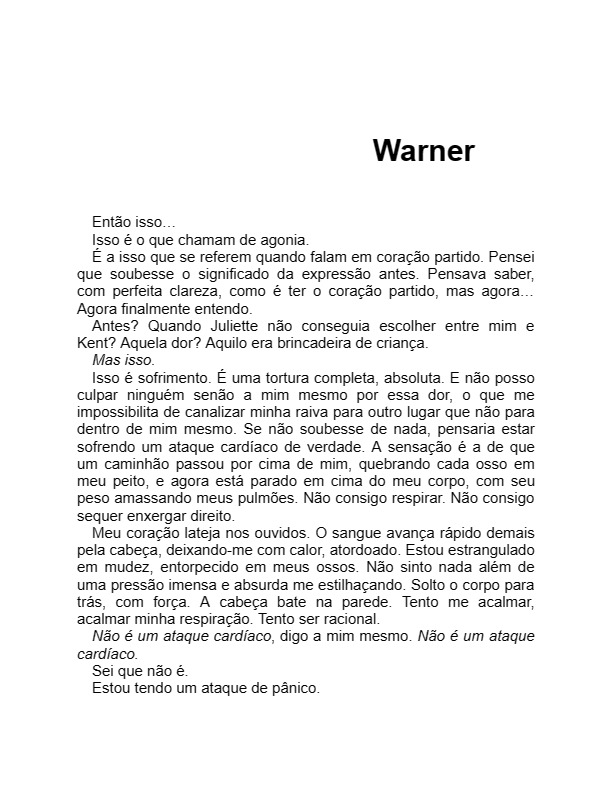 Warner
Então isso…
Isso é o que chamam de agonia.
É a isso que se referem quando falam em coração partido. Pensei
que soubesse o significado da expressão antes. Pensava saber,
com perfeita clareza, como é ter o coração partido, mas agora…
Agora finalmente entendo.
Antes? Quando Juliette não conseguia escolher entre mim e
Kent? Aquela dor? Aquilo era brincadeira de criança.
Mas isso.
Isso é sofrimento. É uma tortura completa, absoluta. E não posso
culpar ninguém senão a mim mesmo por essa dor, o que me
impossibilita de canalizar minha raiva para outro lugar que não para
dentro de mim mesmo. Se não soubesse de nada, pensaria estar
sofrendo um ataque cardíaco de verdade. A sensação é a de que
um caminhão passou por cima de mim, quebrando cada osso em
meu peito, e agora está parado em cima do meu corpo, com seu
peso amassando meus pulmões. Não consigo respirar. Não consigo
sequer enxergar direito.
Meu coração lateja nos ouvidos. O sangue avança rápido demais
pela cabeça, deixando-me com calor, atordoado. Estou estrangulado
em mudez, entorpecido em meus ossos. Não sinto nada além de
uma pressão imensa e absurda me estilhaçando. Solto o corpo para
trás, com força. A cabeça bate na parede. Tento me acalmar,
acalmar minha respiração. Tento ser racional.
Não é um ataque cardíaco, digo a mim mesmo. Não é um ataque
cardíaco.
Sei que não é.
Estou tendo um ataque de pânico.